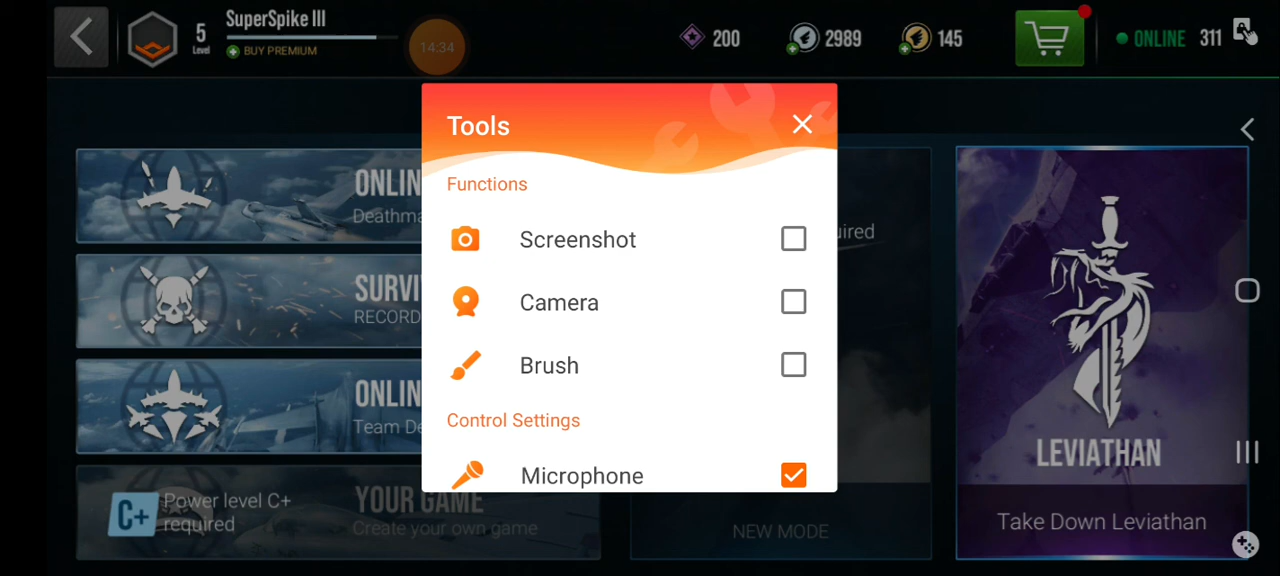 SuperSpike III
5
Level
BUY PREMIUM
14:34
200
2989
145
ONLINE 311
Tools
Functions
Screenshot
Camera
Brush
Control Settings
Microphone
ONLIN
Deathma
SURVI
RECORD
ONLIN
Team De
C+
Power level C+
required
YOUR GAME
Create your own game
uired
NEW MODE
LEVIATHAN
Take Down Leviathan